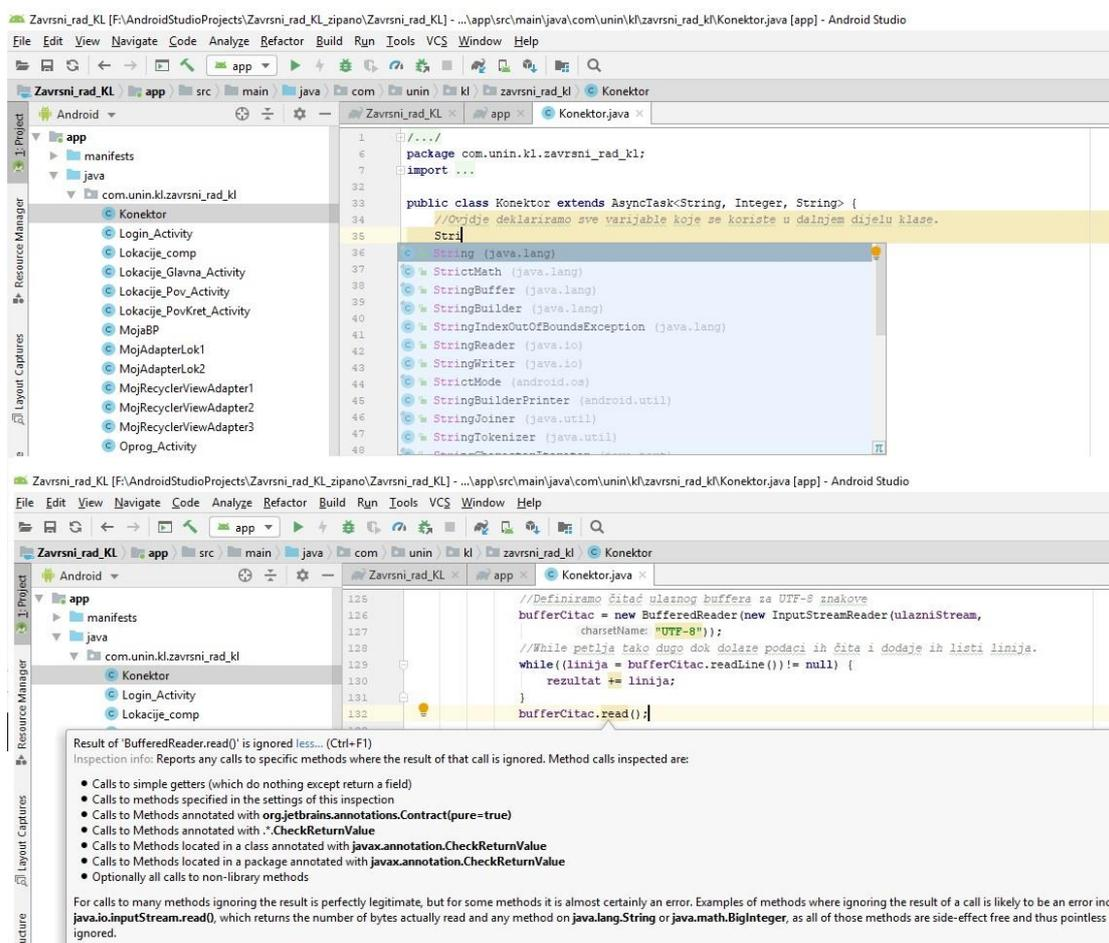 Zavrsni_rad_KL [F:\AndroidStudioProjects\Zavrsni_rad_KL_zipano\Zavrsni_rad_KL] - ...\app\src\main\java\com\unin\kl\zavrsni_rad_kl\Konektor.java [app] - Android Studio
File Edit View Navigate Code Analyze Refactor Build Run Tools VCS Window Help
app
Zavrsni_rad_KL app src main java com unin kl zavrsni_rad_kl Konektor
Android Zavrsni_rad_KL app Konektor.java
1: Project
Resource Manager
Layout Captures
app
manifests
java
com.unin.kl.zavrsni_rad_kl
Konektor
Login_Activity
Lokacije_comp
Lokacije_Glavna_Activity
Lokacije_Pov_Activity
Lokacije_PovKret_Activity
MojaBP
MojAdapterLok1
MojAdapterLok2
MojRecyclerViewAdapter1
MojRecyclerViewAdapter2
MojRecyclerViewAdapter3
Oprog_Activity
1 /.../
6 package com.unin.kl.zavrsni_rad_kl;
7 import ...
32
33 public class Konektor extends AsyncTask<String, Integer, String> {
34 //Ovjdje deklariramo sve varijable koje se koriste u dalnjem dijelu klase.
35 Stri
36 String (java.lang)
37 StrictMath (java.lang)
38 StringBuffer (java.lang)
39 StringBuilder (java.lang)
40 StringIndexOutOfBoundsException (java.lang)
41
42 StringReader (java.io)
43 StringWriter (java.io)
44 StrictMode (android.os)
45 StringBuilderPrinter (android.util)
46 StringJoiner (java.util)
47 StringTokenizer (java.util)
48 StringCharacterIterator (java.text)
π
Zavrsni_rad_KL [F:\AndroidStudioProjects\Zavrsni_rad_KL_zipano\Zavrsni_rad_KL] - ...\app\src\main\java\com\unin\kl\zavrsni_rad_kl\Konektor.java [app] - Android Studio
File Edit View Navigate Code Analyze Refactor Build Run Tools VCS Window Help
app
Zavrsni_rad_KL app src main java com unin kl zavrsni_rad_kl Konektor
Android Zavrsni_rad_KL app Konektor.java
1: Project
Resource Manager
Layout Captures
app
manifests
java
com.unin.kl.zavrsni_rad_kl
Konektor
Login_Activity
Lokacije_comp
125 //Definiramo čitač ulaznog buffera za UTF-8 znakove
126 bufferCitac = new BufferedReader(new InputStreamReader(ulazniStream,
127 charsetName: "UTF-8"));
128 //While petlja tako dugo dok dolaze podaci ih čita i dodaje ih listi linija.
129 while((linija = bufferCitac.readLine())!= null) {
130 rezultat += linija;
131 }
132 bufferCitac.read();
Result of 'BufferedReader.read()' is ignored less... (Ctrl+F1)
Inspection info: Reports any calls to specific methods where the result of that call is ignored. Method calls inspected are:
● Calls to simple getters (which do nothing except return a field)
● Calls to methods specified in the settings of this inspection
● Calls to Methods annotated with org.jetbrains.annotations.Contract(pure=true)
● Calls to Methods annotated with .*.CheckReturnValue
● Calls to Methods located in a class annotated with javax.annotation.CheckReturnValue
● Calls to Methods located in a package annotated with javax.annotation.CheckReturnValue
● Optionally all calls to non-library methods
For calls to many methods ignoring the result is perfectly legitimate, but for some methods it is almost certainly an error. Examples of methods where ignoring the result of a call is likely to be an error inc
java.io.inputStream.read(), which returns the number of bytes actually read and any method on java.lang.String or java.math.BigInteger, as all of those methods are side-effect free and thus pointless
ignored.